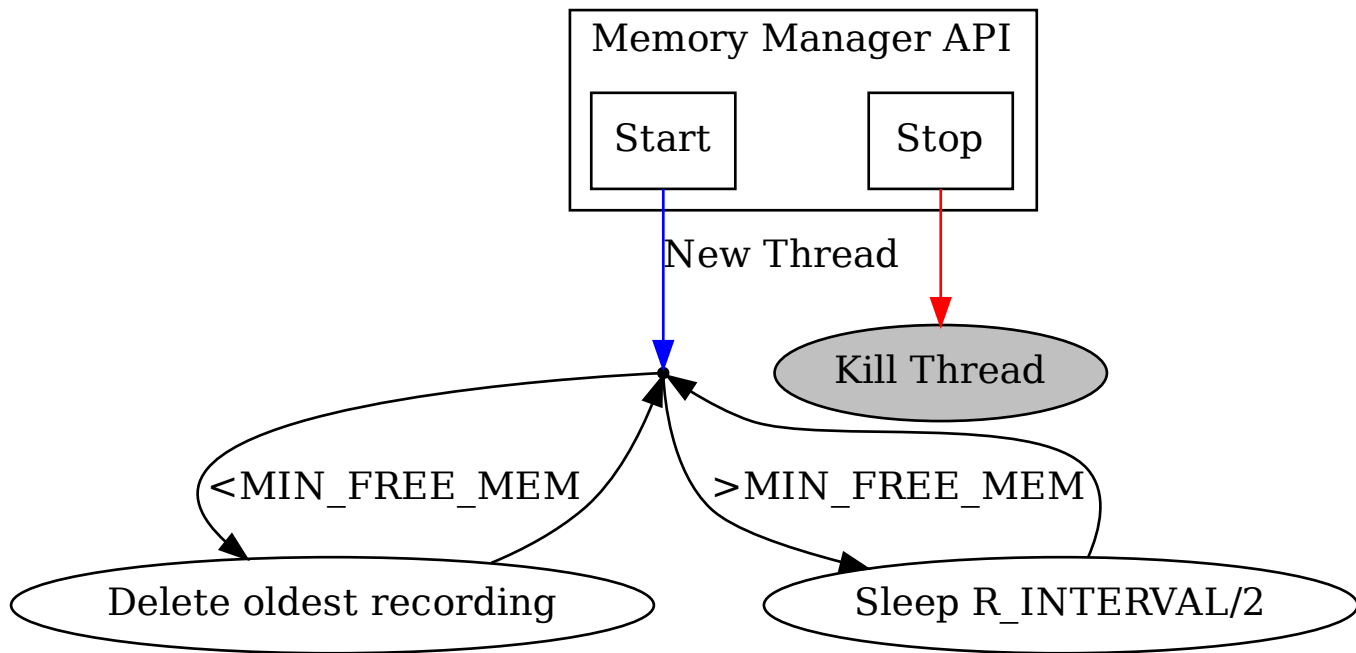 Memory Manager API
Start
Stop
New Thread
Kill Thread
<MIN_FREE_MEM
>MIN_FREE_MEM
Delete oldest recording
Sleep R_INTERVAL/2